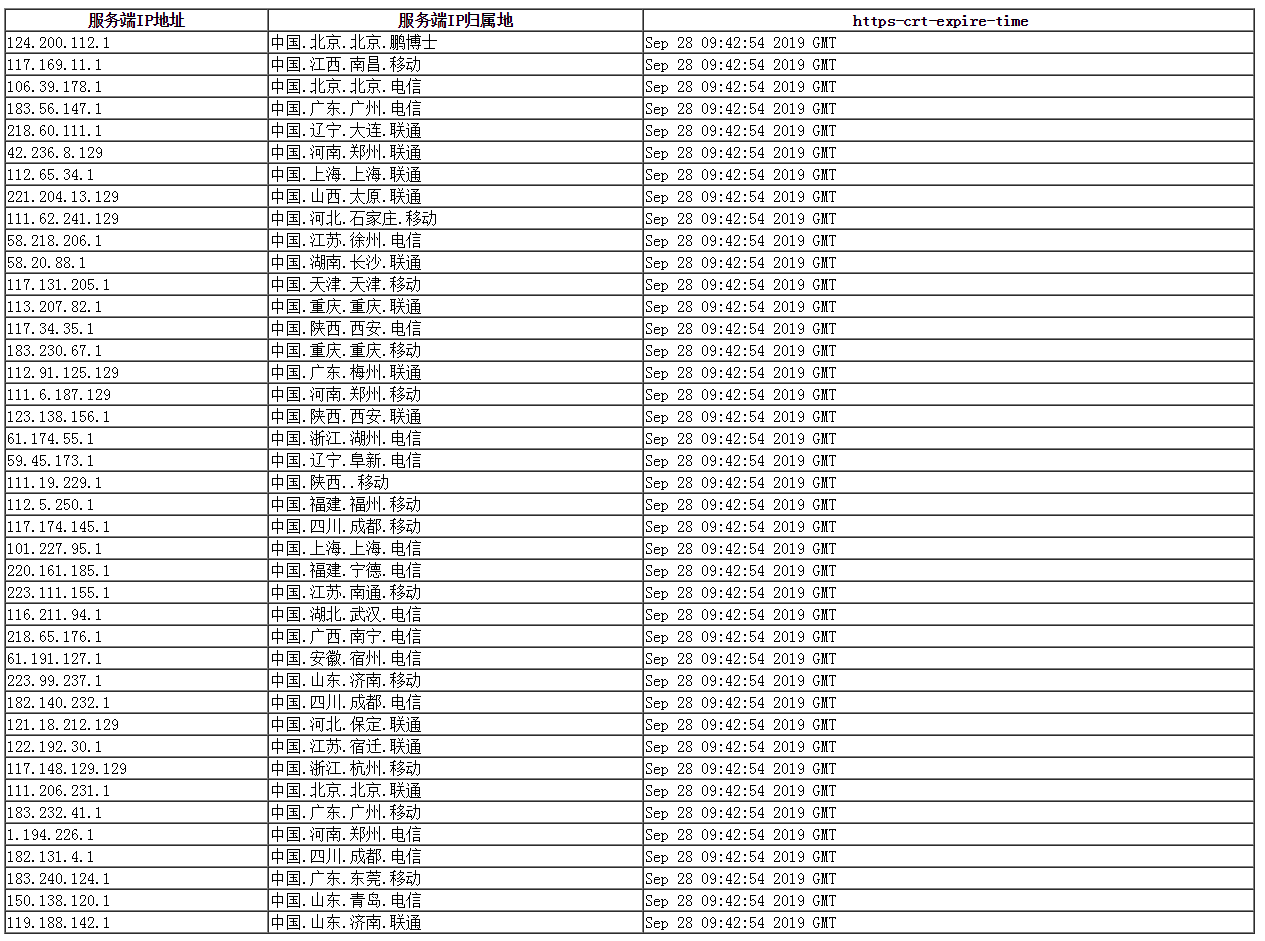 服务端IP地址 服务端IP归属地 https-crt-expire-time
124.200.112.1 中国.北京.北京.鹏博士 Sep 28 09:42:54 2019 GMT
117.169.11.1 中国.江西.南昌.移动 Sep 28 09:42:54 2019 GMT
106.39.178.1 中国.北京.北京.电信 Sep 28 09:42:54 2019 GMT
183.56.147.1 中国.广东.广州.电信 Sep 28 09:42:54 2019 GMT
218.60.111.1 中国.辽宁.大连.联通 Sep 28 09:42:54 2019 GMT
42.236.8.129 中国.河南.郑州.联通 Sep 28 09:42:54 2019 GMT
112.65.34.1 中国.上海.上海.联通 Sep 28 09:42:54 2019 GMT
221.204.13.129 中国.山西.太原.联通 Sep 28 09:42:54 2019 GMT
111.62.241.129 中国.河北.石家庄.移动 Sep 28 09:42:54 2019 GMT
58.218.206.1 中国.江苏.徐州.电信 Sep 28 09:42:54 2019 GMT
58.20.88.1 中国.湖南.长沙.联通 Sep 28 09:42:54 2019 GMT
117.131.205.1 中国.天津.天津.移动 Sep 28 09:42:54 2019 GMT
113.207.82.1 中国.重庆.重庆.联通 Sep 28 09:42:54 2019 GMT
117.34.35.1 中国.陕西.西安.电信 Sep 28 09:42:54 2019 GMT
183.230.67.1 中国.重庆.重庆.移动 Sep 28 09:42:54 2019 GMT
112.91.125.129 中国.广东.梅州.联通 Sep 28 09:42:54 2019 GMT
111.6.187.129 中国.河南.郑州.移动 Sep 28 09:42:54 2019 GMT
123.138.156.1 中国.陕西.西安.联通 Sep 28 09:42:54 2019 GMT
61.174.55.1 中国.浙江.湖州.电信 Sep 28 09:42:54 2019 GMT
59.45.173.1 中国.辽宁.阜新.电信 Sep 28 09:42:54 2019 GMT
111.19.229.1 中国.陕西..移动 Sep 28 09:42:54 2019 GMT
112.5.250.1 中国.福建.福州.移动 Sep 28 09:42:54 2019 GMT
117.174.145.1 中国.四川.成都.移动 Sep 28 09:42:54 2019 GMT
101.227.95.1 中国.上海.上海.电信 Sep 28 09:42:54 2019 GMT
220.161.185.1 中国.福建.宁德.电信 Sep 28 09:42:54 2019 GMT
223.111.155.1 中国.江苏.南通.移动 Sep 28 09:42:54 2019 GMT
116.211.94.1 中国.湖北.武汉.电信 Sep 28 09:42:54 2019 GMT
218.65.176.1 中国.广西.南宁.电信 Sep 28 09:42:54 2019 GMT
61.191.127.1 中国.安徽.宿州.电信 Sep 28 09:42:54 2019 GMT
223.99.237.1 中国.山东.济南.移动 Sep 28 09:42:54 2019 GMT
182.140.232.1 中国.四川.成都.电信 Sep 28 09:42:54 2019 GMT
121.18.212.129 中国.河北.保定.联通 Sep 28 09:42:54 2019 GMT
122.192.30.1 中国.江苏.宿迁.联通 Sep 28 09:42:54 2019 GMT
117.148.129.129 中国.浙江.杭州.移动 Sep 28 09:42:54 2019 GMT
111.206.231.1 中国.北京.北京.联通 Sep 28 09:42:54 2019 GMT
183.232.41.1 中国.广东.广州.移动 Sep 28 09:42:54 2019 GMT
1.194.226.1 中国.河南.郑州.电信 Sep 28 09:42:54 2019 GMT
182.131.4.1 中国.四川.成都.电信 Sep 28 09:42:54 2019 GMT
183.240.124.1 中国.广东.东莞.移动 Sep 28 09:42:54 2019 GMT
150.138.120.1 中国.山东.青岛.电信 Sep 28 09:42:54 2019 GMT
119.188.142.1 中国.山东.济南.联通 Sep 28 09:42:54 2019 GMT